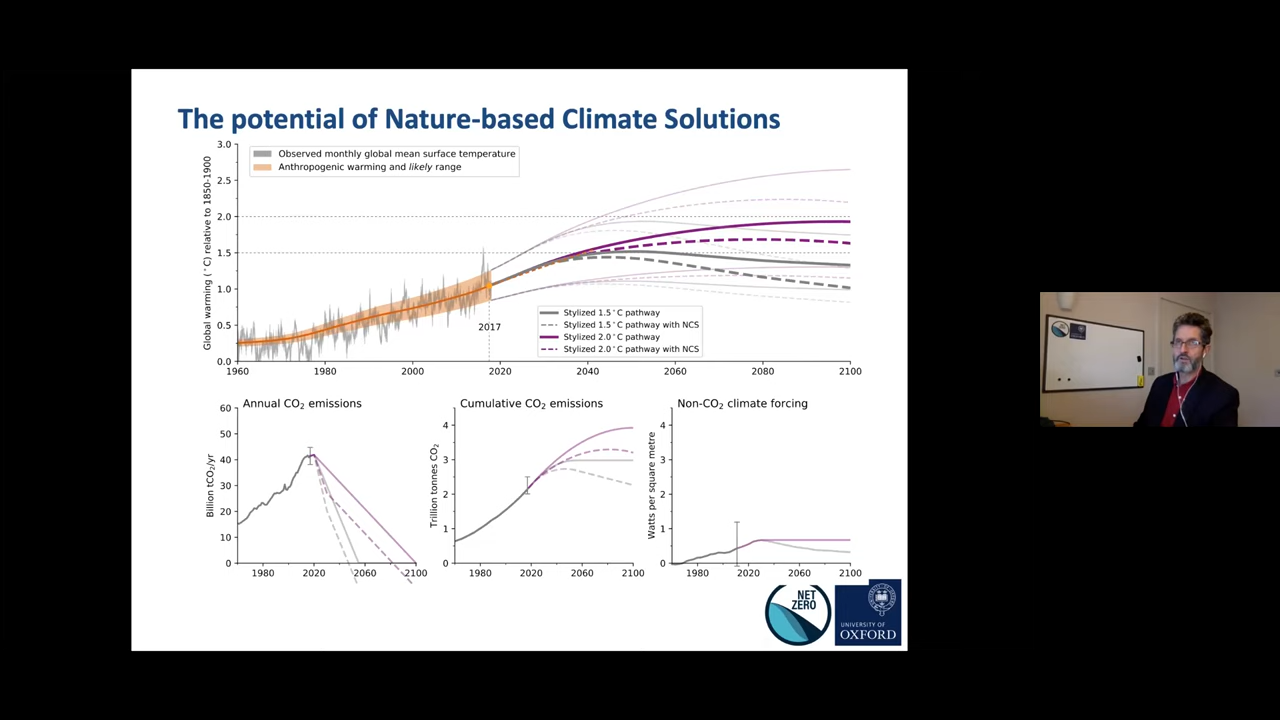 The potential of Nature-based Climate Solutions
Global warming (°C) relative to 1850-1900
3.0
2.5
2.0
1.5
1.0
0.5
0.0
Observed monthly global mean surface temperature
Anthropogenic warming and likely range
2017
Stylized 1.5°C pathway
Stylized 1.5°C pathway with NCS
Stylized 2.0°C pathway
Stylized 2.0°C pathway with NCS
1960 1980 2000 2020 2040 2060 2080 2100
Annual CO₂ emissions
Billion tCO₂/yr
60
50
40
30
20
10
0
1980 2020 2060 2100
Cumulative CO₂ emissions
Trillion tonnes CO₂
4
3
2
1
0
1980 2020 2060 2100
Non-CO₂ climate forcing
Watts per square metre
4
3
2
1
0
1980 2020 2060 2100
NET
ZERO
UNIVERSITY OF
OXFORD